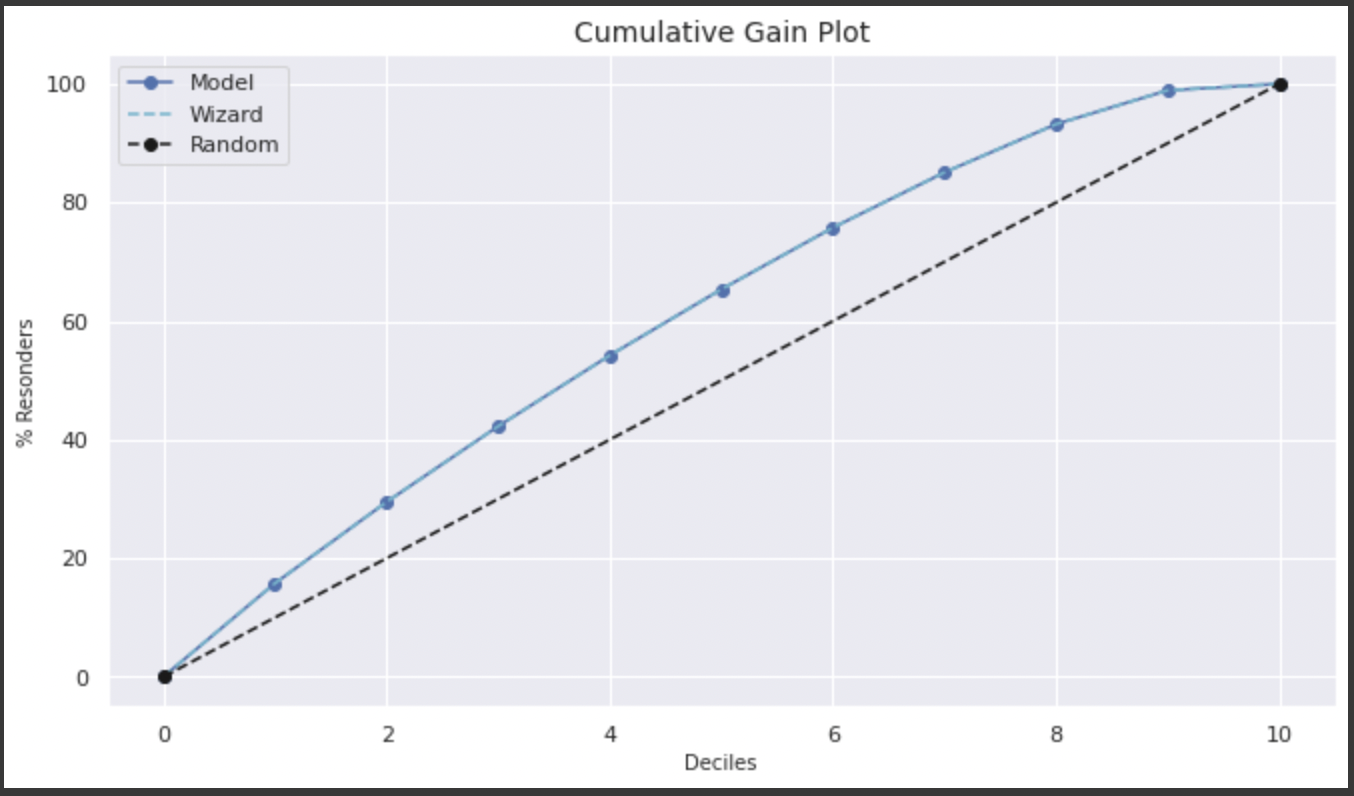 Cumulative Gain Plot
100
80
60
40
20
0
Model
Wizard
Random
% Resonders
0 2 4 6 8 10
Deciles